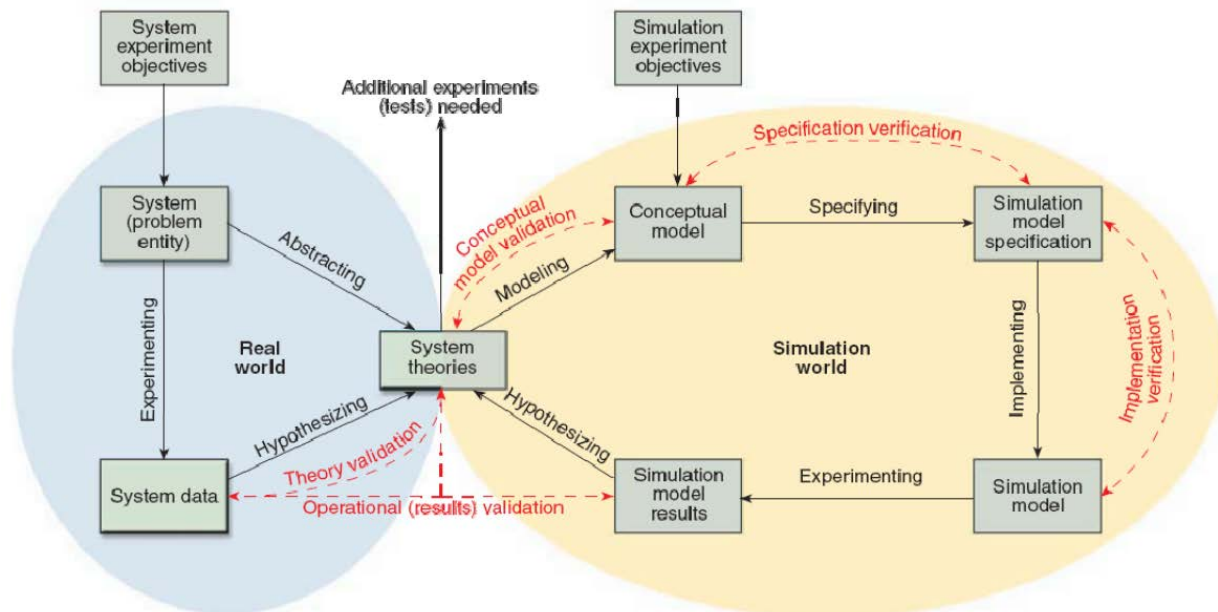 System
experiment
objectives
Simulation
experiment
objectives
Additional experiments
(tests) needed
Specification verification
System
(problem
entity)
Abstracting
Conceptual
model validation
Modeling
Conceptual
model
Specifying
Simulation
model
specification
Experimenting
Real
world
System
theories
Simulation
world
Implementing
Implementation
verification
Hypothesizing
Theory validation
Hypothesizing
System data
Operational (results) validation
Simulation
model
results
Experimenting
Simulation
model